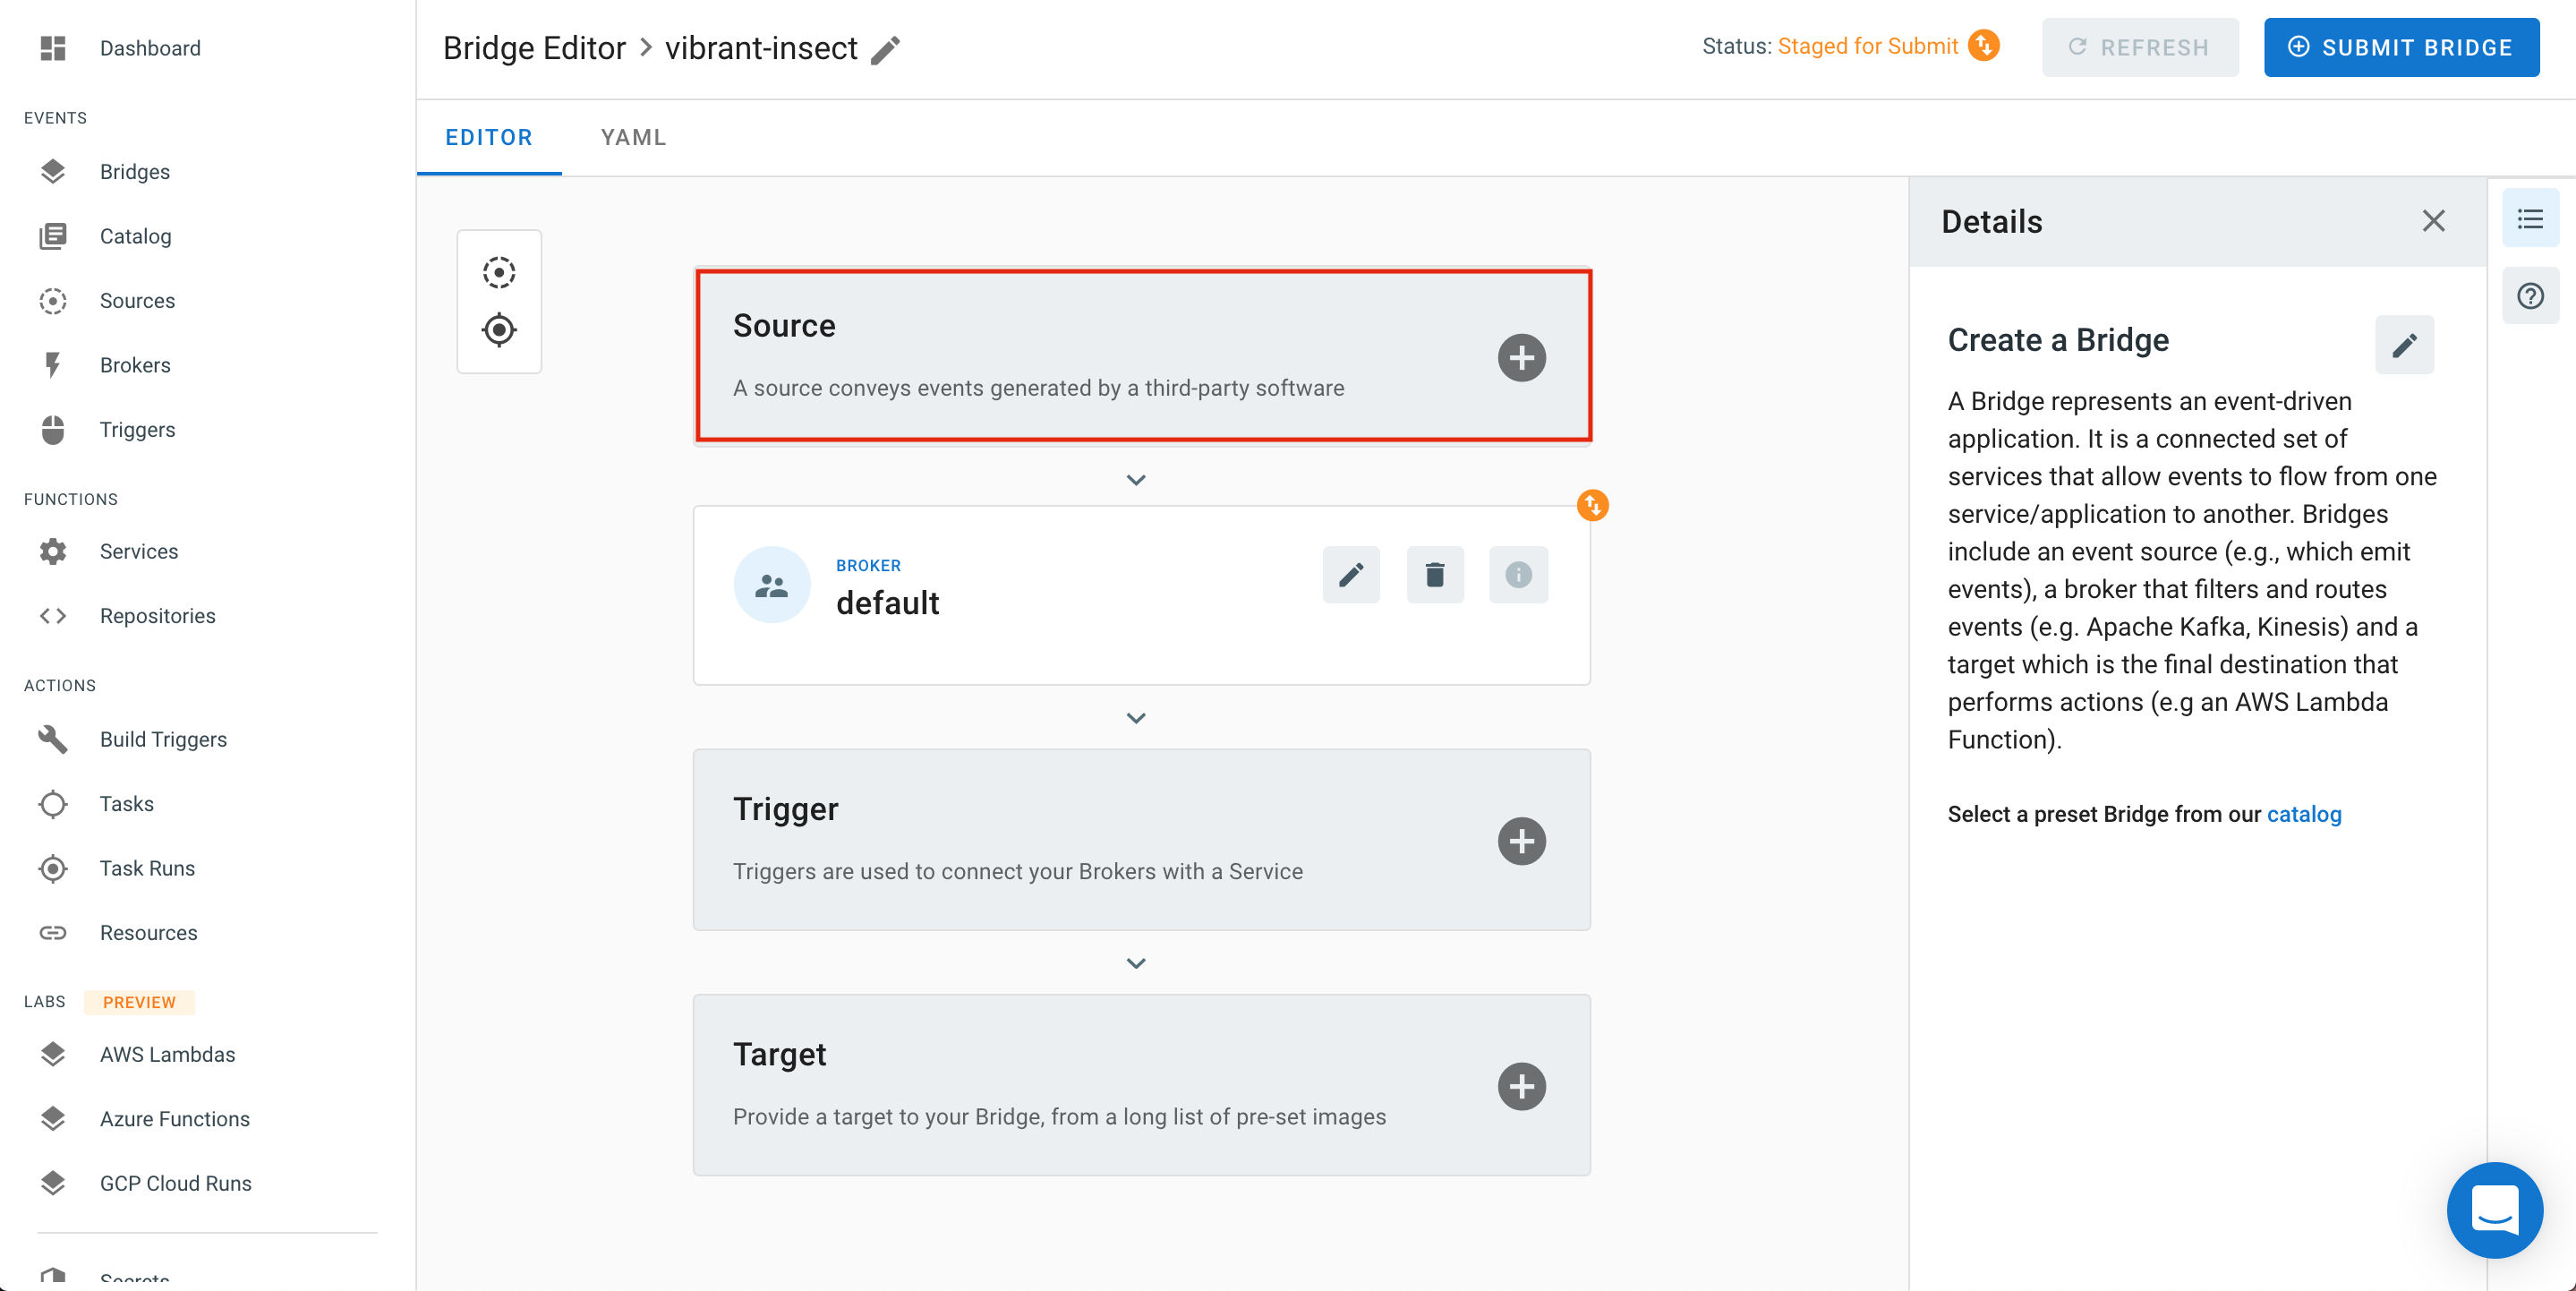 Dashboard
EVENTS
Bridges
Catalog
Sources
Brokers
Triggers
FUNCTIONS
Services
Repositories
ACTIONS
Build Triggers
Tasks
Task Runs
Resources
LABS PREVIEW
AWS Lambdas
Azure Functions
GCP Cloud Runs
Secrets
Bridge Editor > vibrant-insect
Status: Staged for Submit
REFRESH
SUBMIT BRIDGE
EDITOR YAML
Source
A source conveys events generated by a third-party software
BROKER
default
Trigger
Triggers are used to connect your Brokers with a Service
Target
Provide a target to your Bridge, from a long list of pre-set images
Details
Create a Bridge
A Bridge represents an event-driven
application. It is a connected set of
services that allow events to flow from one
service/application to another. Bridges
include an event source (e.g., which emit
events), a broker that filters and routes
events (e.g. Apache Kafka, Kinesis) and a
target which is the final destination that
performs actions (e.g an AWS Lambda
Function).
Select a preset Bridge from our catalog